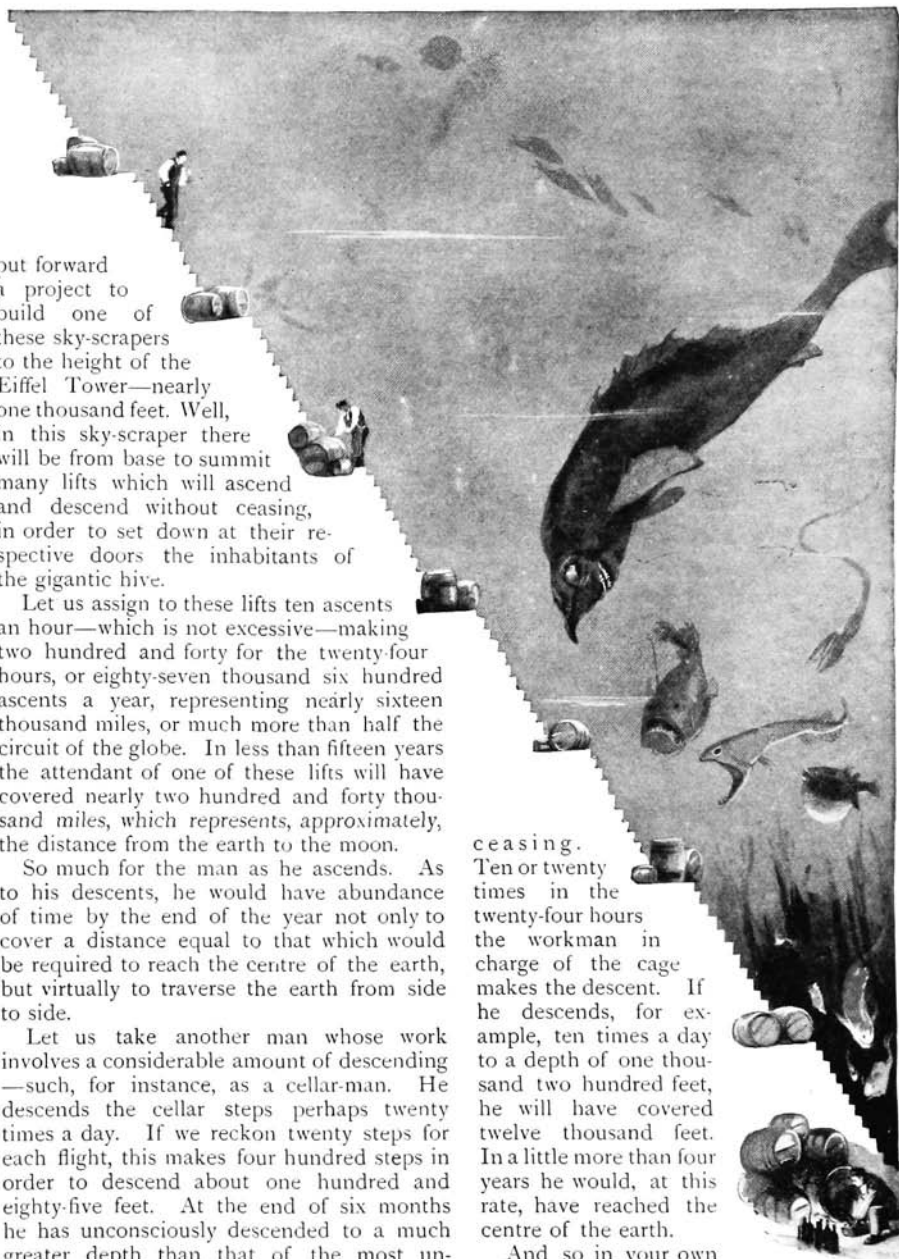 put forward
a project to
build one of
these sky-scrapers
to the height of the
Eiffel Tower—nearly
one thousand feet. Well,
in this sky-scraper there
will be from base to summit
many lifts which will ascend
and descend without ceasing,
in order to set down at their re-
spective doors the inhabitants of
the gigantic hive.
Let us assign to these lifts ten ascents
an hour—which is not excessive—making
two hundred and forty for the twenty-four
hours, or eighty-seven thousand six hundred
ascents a year, representing nearly sixteen
thousand miles, or much more than half the
circuit of the globe. In less than fifteen years
the attendant of one of these lifts will have
covered nearly two hundred and forty thou-
sand miles, which represents, approximately,
the distance from the earth to the moon.
So much for the man as he ascends. As
to his descents, he would have abundance
of time by the end of the year not only to
cover a distance equal to that which would
be required to reach the centre of the earth,
but virtually to traverse the earth from side
to side.
Let us take another man whose work
involves a considerable amount of descending
—such, for instance, as a cellar-man. He
descends the cellar steps perhaps twenty
times a day. If we reckon twenty steps for
each flight, this makes four hundred steps in
order to descend about one hundred and
eighty-five feet. At the end of six months
he has unconsciously descended to a much
greater depth than that of the most un-
ceasing.
Ten or twenty
times in the
twenty-four hours
the workman in
charge of the cage
makes the descent. If
he descends, for ex-
ample, ten times a day
to a depth of one thou-
sand two hundred feet,
he will have covered
twelve thousand feet.
In a little more than four
years he would, at this
rate, have reached the
centre of the earth.
And so in your own